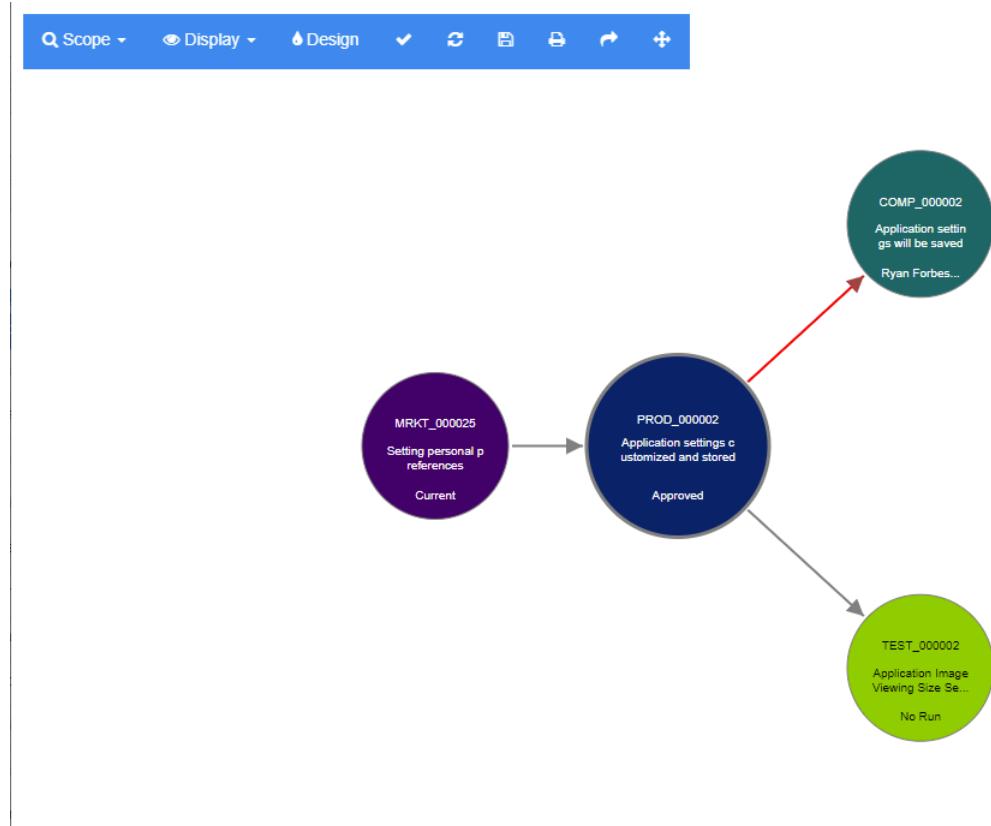 Scope Display Design
COMP_000002
Application settin
gs will be saved
Ryan Forbes...
MRKT_000025
Setting personal p
references
Current
PROD_000002
Application settings c
ustomized and stored
Approved
TEST_000002
Application Image
Viewing Size Se...
No Run